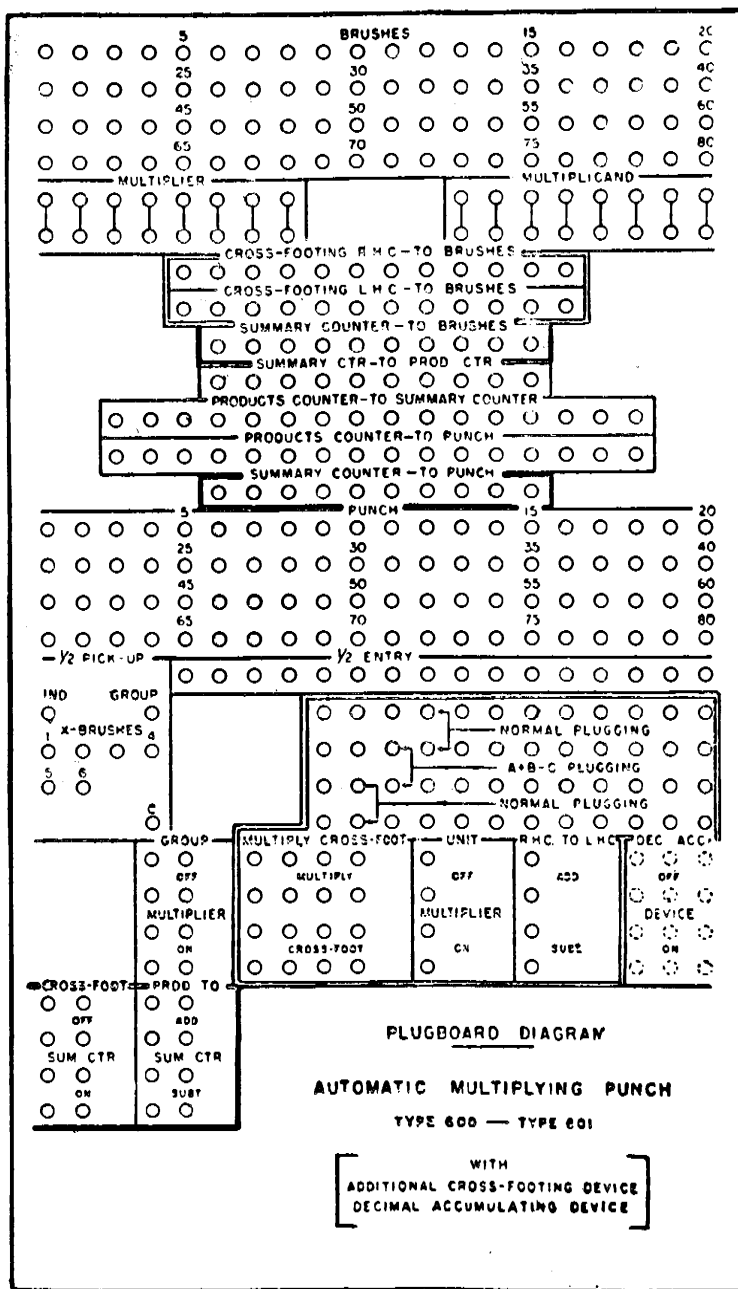 5 BRUSHES 15 20
25 30 35 40
45 50 55 60
65 70 75 80
MULTIPLIER MULTIPLICAND
CROSS-FOOTING R.H.C.-TO BRUSHES
CROSS-FOOTING L.H.C.-TO BRUSHES
SUMMARY COUNTER-TO BRUSHES
SUMMARY CTR-TO PROD CTR
PRODUCTS COUNTER-TO SUMMARY COUNTER
PRODUCTS COUNTER-TO PUNCH
SUMMARY COUNTER-TO PUNCH
5 PUNCH 15 20
25 30 35 40
45 50 55 60
65 70 75 80
1/2 PICK-UP 1/2 ENTRY
IND GROUP
NORMAL PLUGGING
1 X-BRUSHES 4
A+B-C PLUGGING
5 6
NORMAL PLUGGING
C
GROUP MULTIPLY CROSS-FOOT UNIT R.H.C. TO L.H.C. DEC. ACC.
OFF MULTIPLY OFF ADD OFF
MULTIPLIER MULTIPLIER DEVICE
ON CROSS-FOOT ON SUBT ON
CROSS-FOOT PROD TO
OFF ADD
SUM CTR SUM CTR
ON SUBT
PLUGBOARD DIAGRAM
AUTOMATIC MULTIPLYING PUNCH
TYPE 600 — TYPE 601
WITH
ADDITIONAL CROSS-FOOTING DEVICE
DECIMAL ACCUMULATING DEVICE